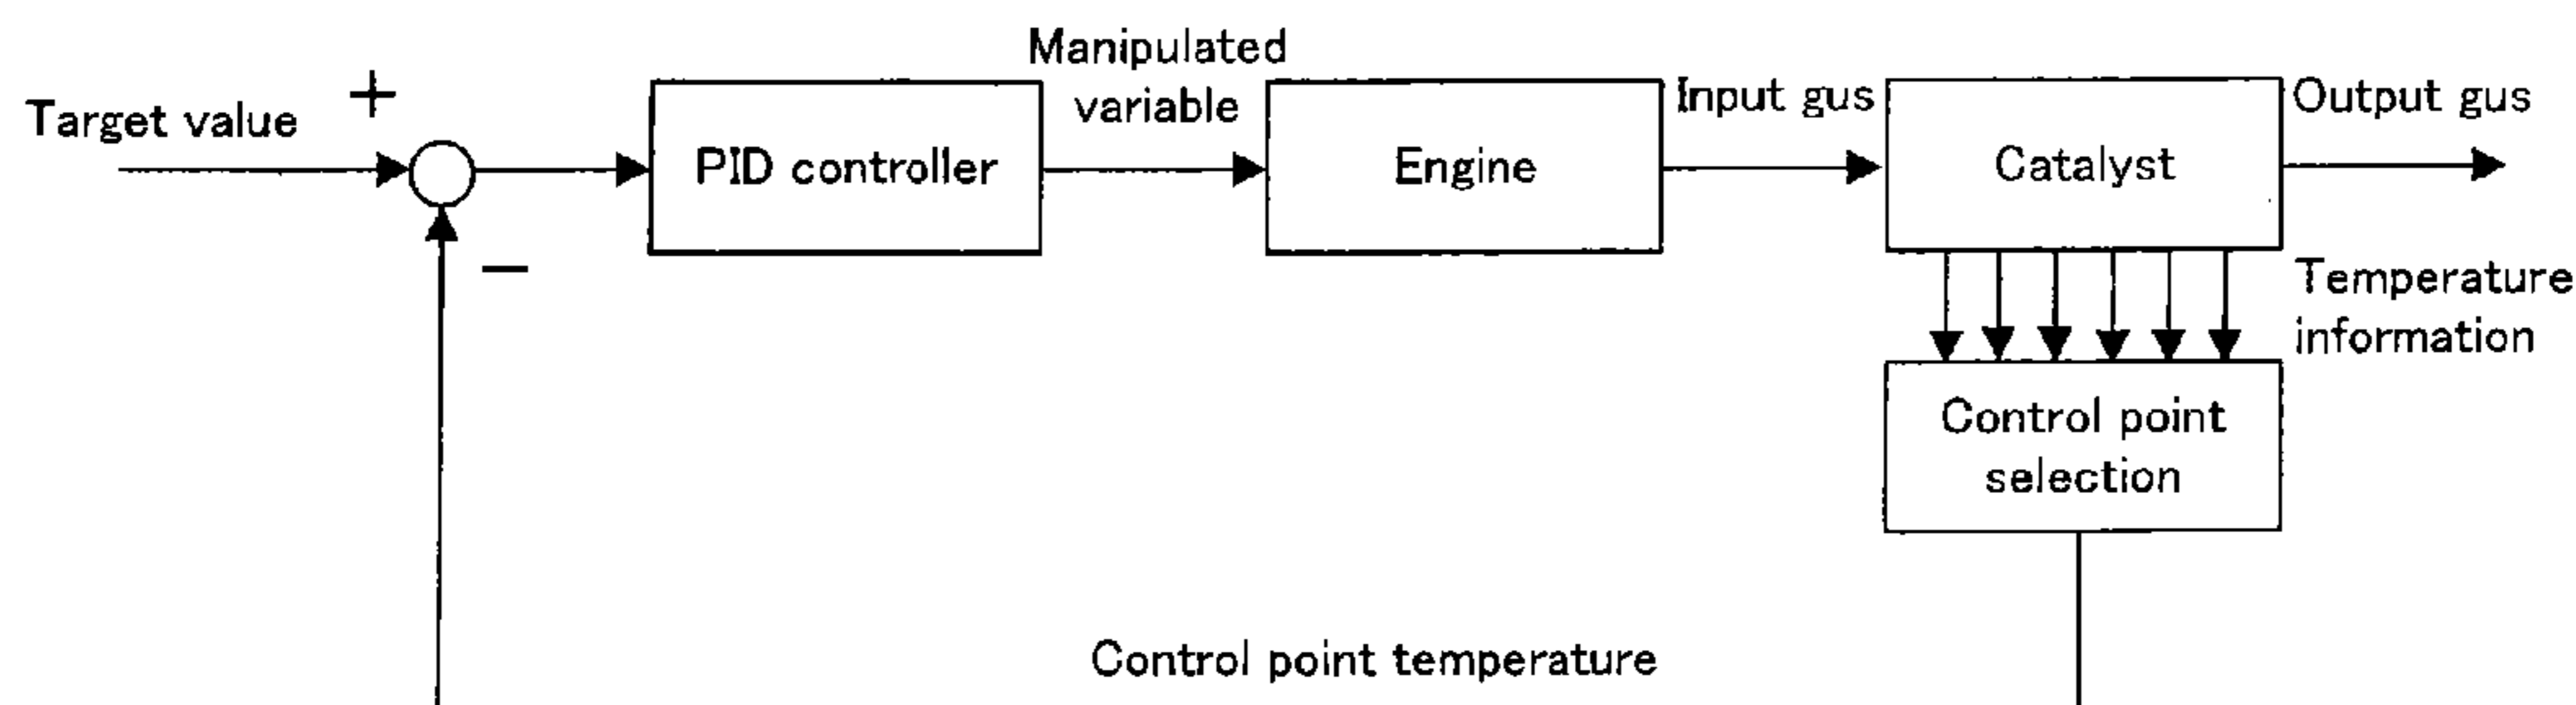 Target value
+
−
PID controller
Manipulated
variable
Engine
Input gus
Catalyst
Output gus
Temperature
information
Control point
selection
Control point temperature